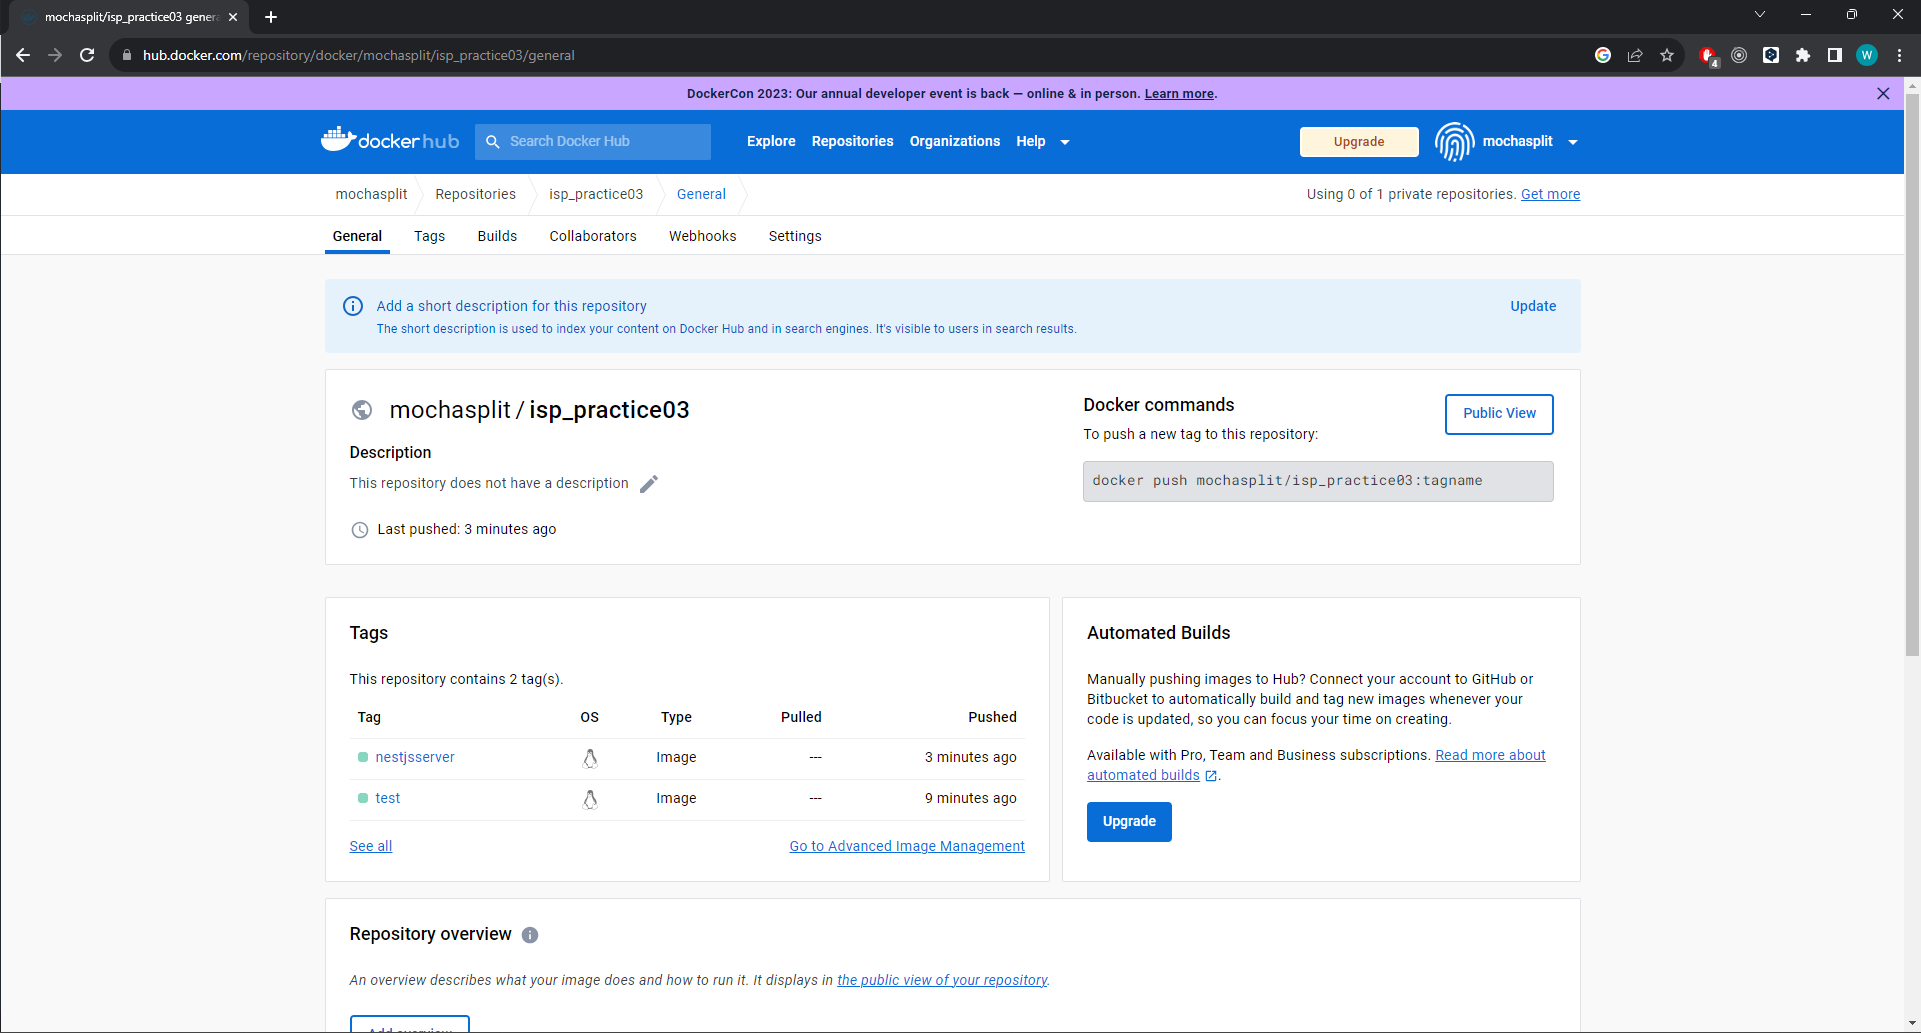 mochasplit/isp_practice03 genera
hub.docker.com/repository/docker/mochasplit/isp_practice03/general
4
W
DockerCon 2023: Our annual developer event is back — online & in person. Learn more.
dockerhub
Search Docker Hub
Explore
Repositories
Organizations
Help
Upgrade
mochasplit
mochasplit
Repositories
isp_practice03
General
Using 0 of 1 private repositories. Get more
General
Tags
Builds
Collaborators
Webhooks
Settings
Add a short description for this repository
Update
The short description is used to index your content on Docker Hub and in search engines. It's visible to users in search results.
mochasplit / isp_practice03
Description
This repository does not have a description
Last pushed: 3 minutes ago
Docker commands
Public View
To push a new tag to this repository:
docker push mochasplit/isp_practice03:tagname
Tags
This repository contains 2 tag(s).
Tag OS Type Pulled Pushed
nestjsserver Image --- 3 minutes ago
test Image --- 9 minutes ago
See all
Go to Advanced Image Management
Automated Builds
Manually pushing images to Hub? Connect your account to GitHub or
Bitbucket to automatically build and tag new images whenever your
code is updated, so you can focus your time on creating.
Available with Pro, Team and Business subscriptions. Read more about
automated builds.
Upgrade
Repository overview
An overview describes what your image does and how to run it. It displays in the public view of your repository.
Add overview